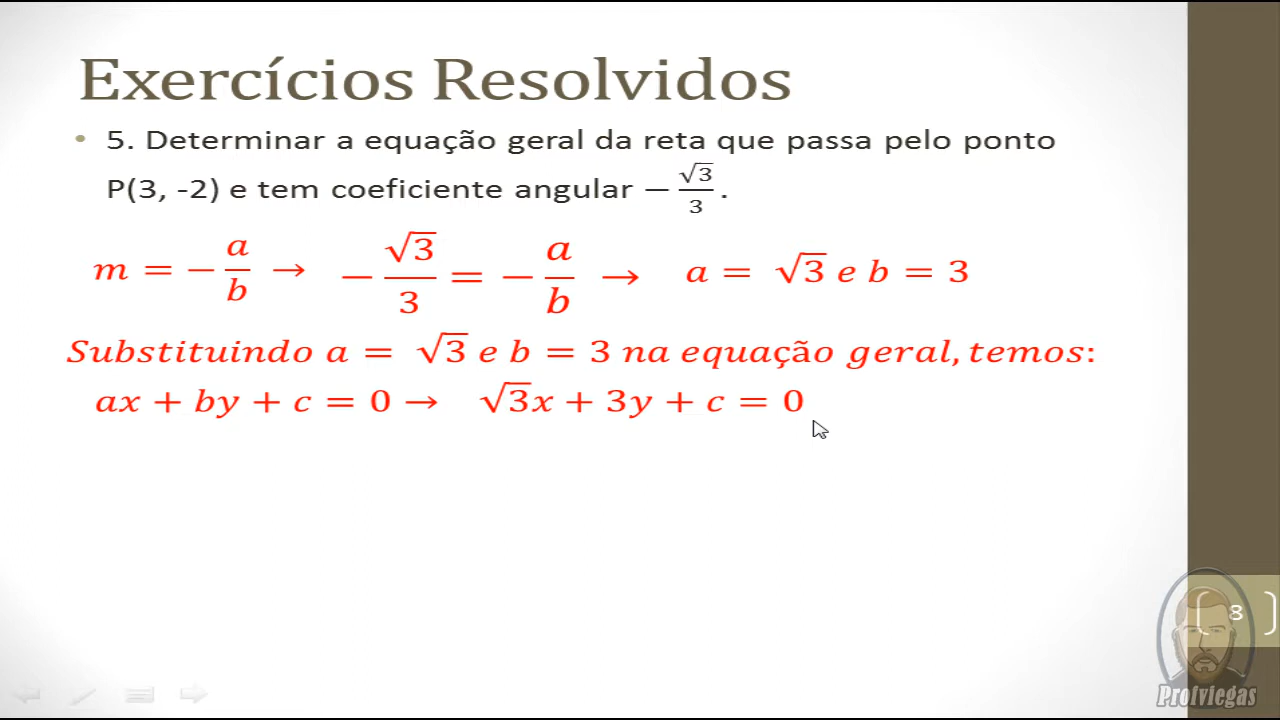 Exercícios Resolvidos
• 5. Determinar a equação geral da reta que passa pelo ponto
P(3, -2) e tem coeficiente angular −√3/3.
m = −a/b → −√3/3 = −a/b → a = √3 e b = 3
Substituindo a = √3 e b = 3 na equação geral, temos:
ax + by + c = 0 → √3x + 3y + c = 0
8
Profviegas